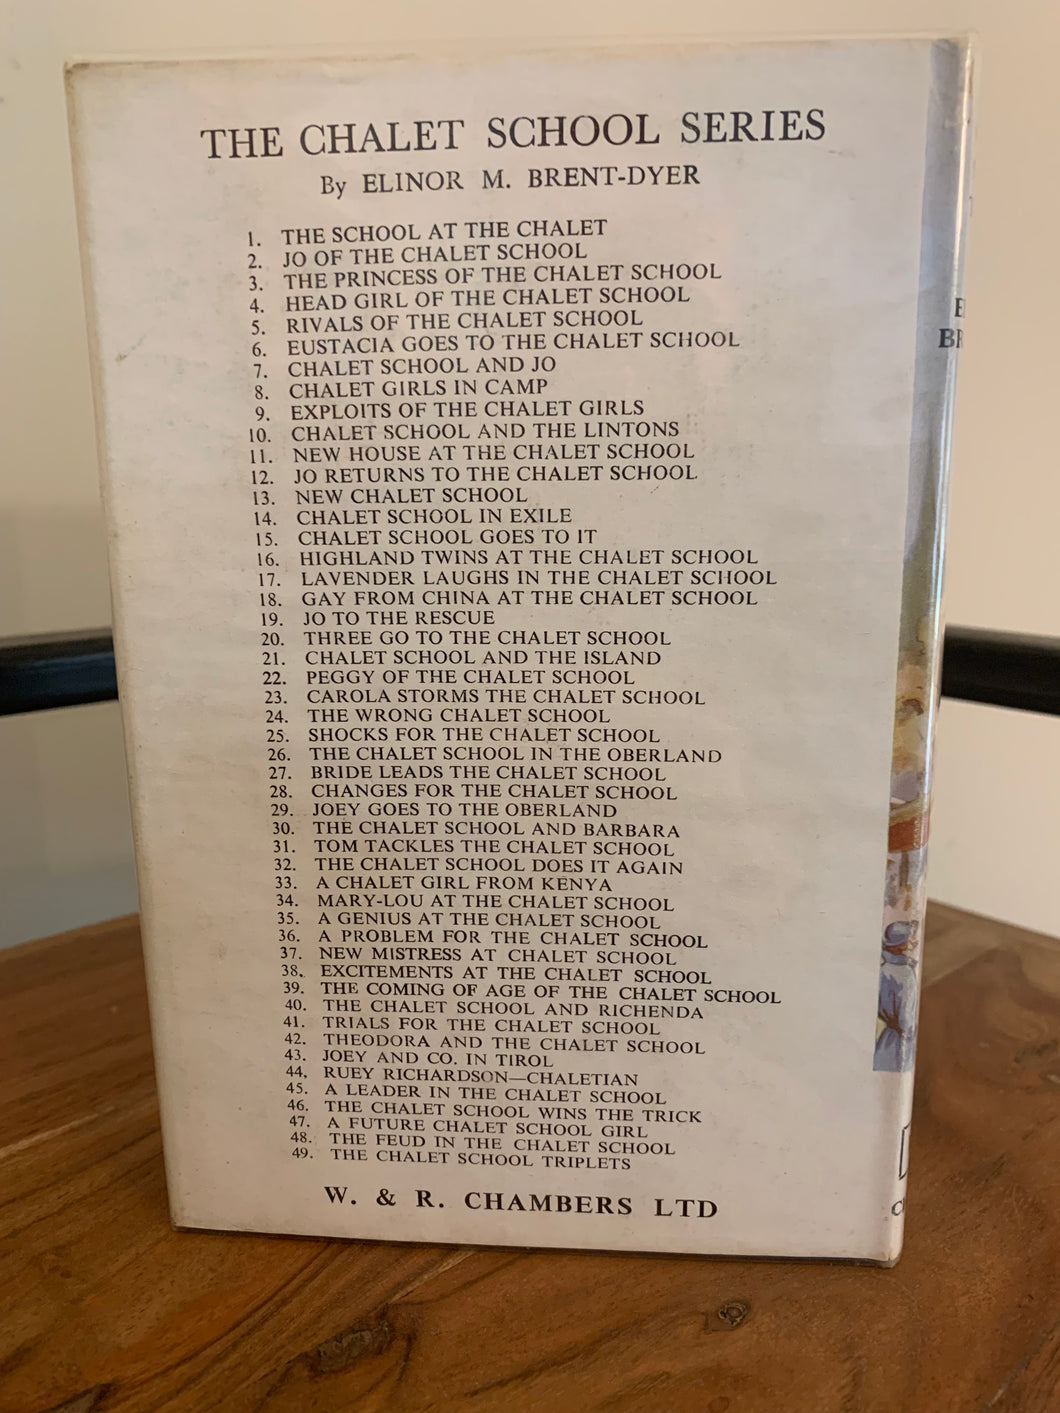 THE CHALET SCHOOL SERIES
By ELINOR M. BRENT-DYER
1. THE SCHOOL AT THE CHALET
2. JO OF THE CHALET SCHOOL
3. THE PRINCESS OF THE CHALET SCHOOL
4. HEAD GIRL OF THE CHALET SCHOOL
5. RIVALS OF THE CHALET SCHOOL
6. EUSTACIA GOES TO THE CHALET SCHOOL
7. CHALET SCHOOL AND JO
8. CHALET GIRLS IN CAMP
9. EXPLOITS OF THE CHALET GIRLS
10. CHALET SCHOOL AND THE LINTONS
11. NEW HOUSE AT THE CHALET SCHOOL
12. JO RETURNS TO THE CHALET SCHOOL
13. NEW CHALET SCHOOL
14. CHALET SCHOOL IN EXILE
15. CHALET SCHOOL GOES TO IT
16. HIGHLAND TWINS AT THE CHALET SCHOOL
17. LAVENDER LAUGHS IN THE CHALET SCHOOL
18. GAY FROM CHINA AT THE CHALET SCHOOL
19. JO TO THE RESCUE
20. THREE GO TO THE CHALET SCHOOL
21. CHALET SCHOOL AND THE ISLAND
22. PEGGY OF THE CHALET SCHOOL
23. CAROLA STORMS THE CHALET SCHOOL
24. THE WRONG CHALET SCHOOL
25. SHOCKS FOR THE CHALET SCHOOL
26. THE CHALET SCHOOL IN THE OBERLAND
27. BRIDE LEADS THE CHALET SCHOOL
28. CHANGES FOR THE CHALET SCHOOL
29. JOEY GOES TO THE OBERLAND
30. THE CHALET SCHOOL AND BARBARA
31. TOM TACKLES THE CHALET SCHOOL
32. THE CHALET SCHOOL DOES IT AGAIN
33. A CHALET GIRL FROM KENYA
34. MARY-LOU AT THE CHALET SCHOOL
35. A GENIUS AT THE CHALET SCHOOL
36. A PROBLEM FOR THE CHALET SCHOOL
37. NEW MISTRESS AT CHALET SCHOOL
38. EXCITEMENTS AT THE CHALET SCHOOL
39. THE COMING OF AGE OF THE CHALET SCHOOL
40. THE CHALET SCHOOL AND RICHENDA
41. TRIALS FOR THE CHALET SCHOOL
42. THEODORA AND THE CHALET SCHOOL
43. JOEY AND CO. IN TIROL
44. RUEY RICHARDSON—CHALETIAN
45. A LEADER IN THE CHALET SCHOOL
46. THE CHALET SCHOOL WINS THE TRICK
47. A FUTURE CHALET SCHOOL GIRL
48. THE FEUD IN THE CHALET SCHOOL
49. THE CHALET SCHOOL TRIPLETS
W. & R. CHAMBERS LTD